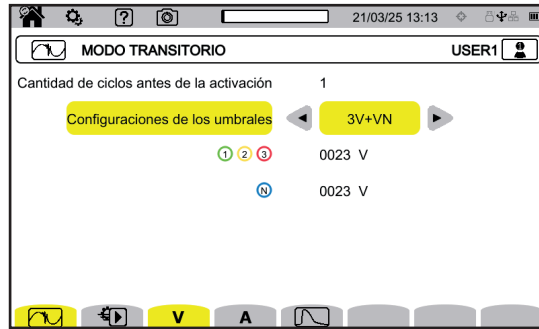 ? 21/03/25 13:13
MODO TRANSITORIO USER1
Cantidad de ciclos antes de la activación 1
Configuraciones de los umbrales ◄ 3V+VN ►
1 2 3 0023 V
N 0023 V
V A